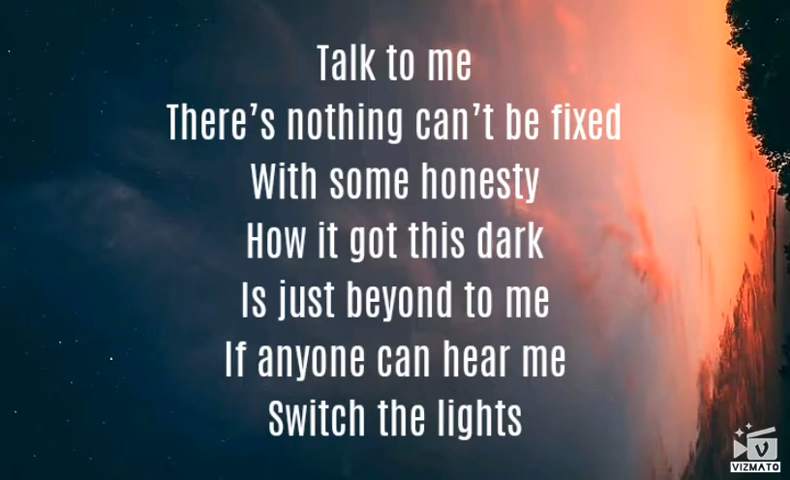 Talk to me
There’s nothing can’t be fixed
With some honesty
How it got this dark
Is just beyond to me
If anyone can hear me
Switch the lights
VIZMATO